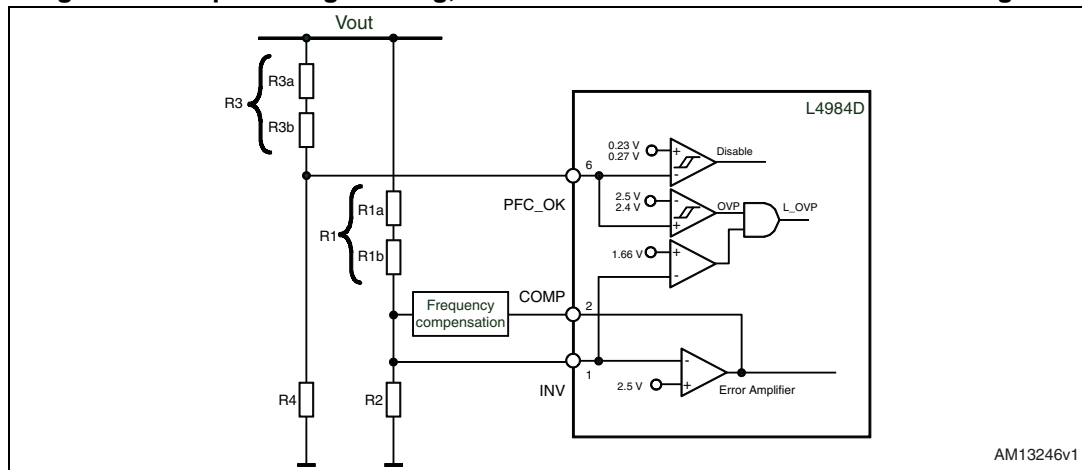 Vout
R3a
R3
R3b
L4984D
0.23 V
0.27 V
+
-
Disable
6
PFC_OK
2.5 V
2.4 V
-
+
OVP
L_OVP
R1a
R1
R1b
1.66 V
+
-
COMP
2
Frequency
compensation
1
INV
-
2.5 V
+
Error Amplifier
R4
R2
AM13246v1